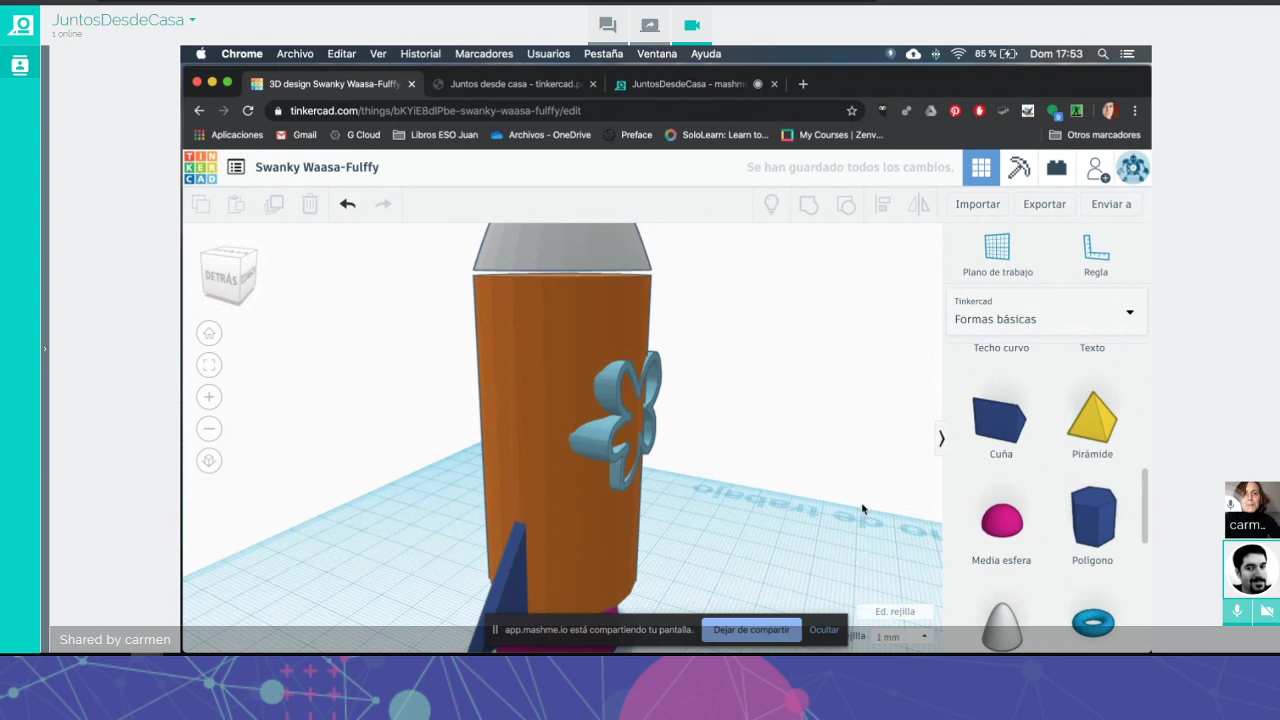 JuntosDesdeCasa
1 online
Chrome Archivo Editar Ver Historial Marcadores Usuarios Pestaña Ventana Ayuda 85 % Dom 17:53
3D design Swanky Waasa-Fulffy Juntos desde casa - tinkercad.p JuntosDesdeCasa - mashm
tinkercad.com/things/bKYiE8dlPbe-swanky-waasa-fulffy/edit
Aplicaciones Gmail G Cloud Libros ESO Juan Archivos - OneDrive Preface SoloLearn: Learn to... My Courses | Zenv... Otros marcadores
TIN
KER
CAD
Swanky Waasa-Fulffy Se han guardado todos los cambios.
Importar Exportar Enviar a
DETRÁS
Plano de trabajo Regla
Tinkercad
Formas básicas
Techo curvo Texto
Cuña Pirámide
Media esfera Polígono
de trabajo
Ed. rejilla
jilla 1 mm
app.mashme.io está compartiendo tu pantalla. Dejar de compartir Ocultar
carm...
Shared by carmen